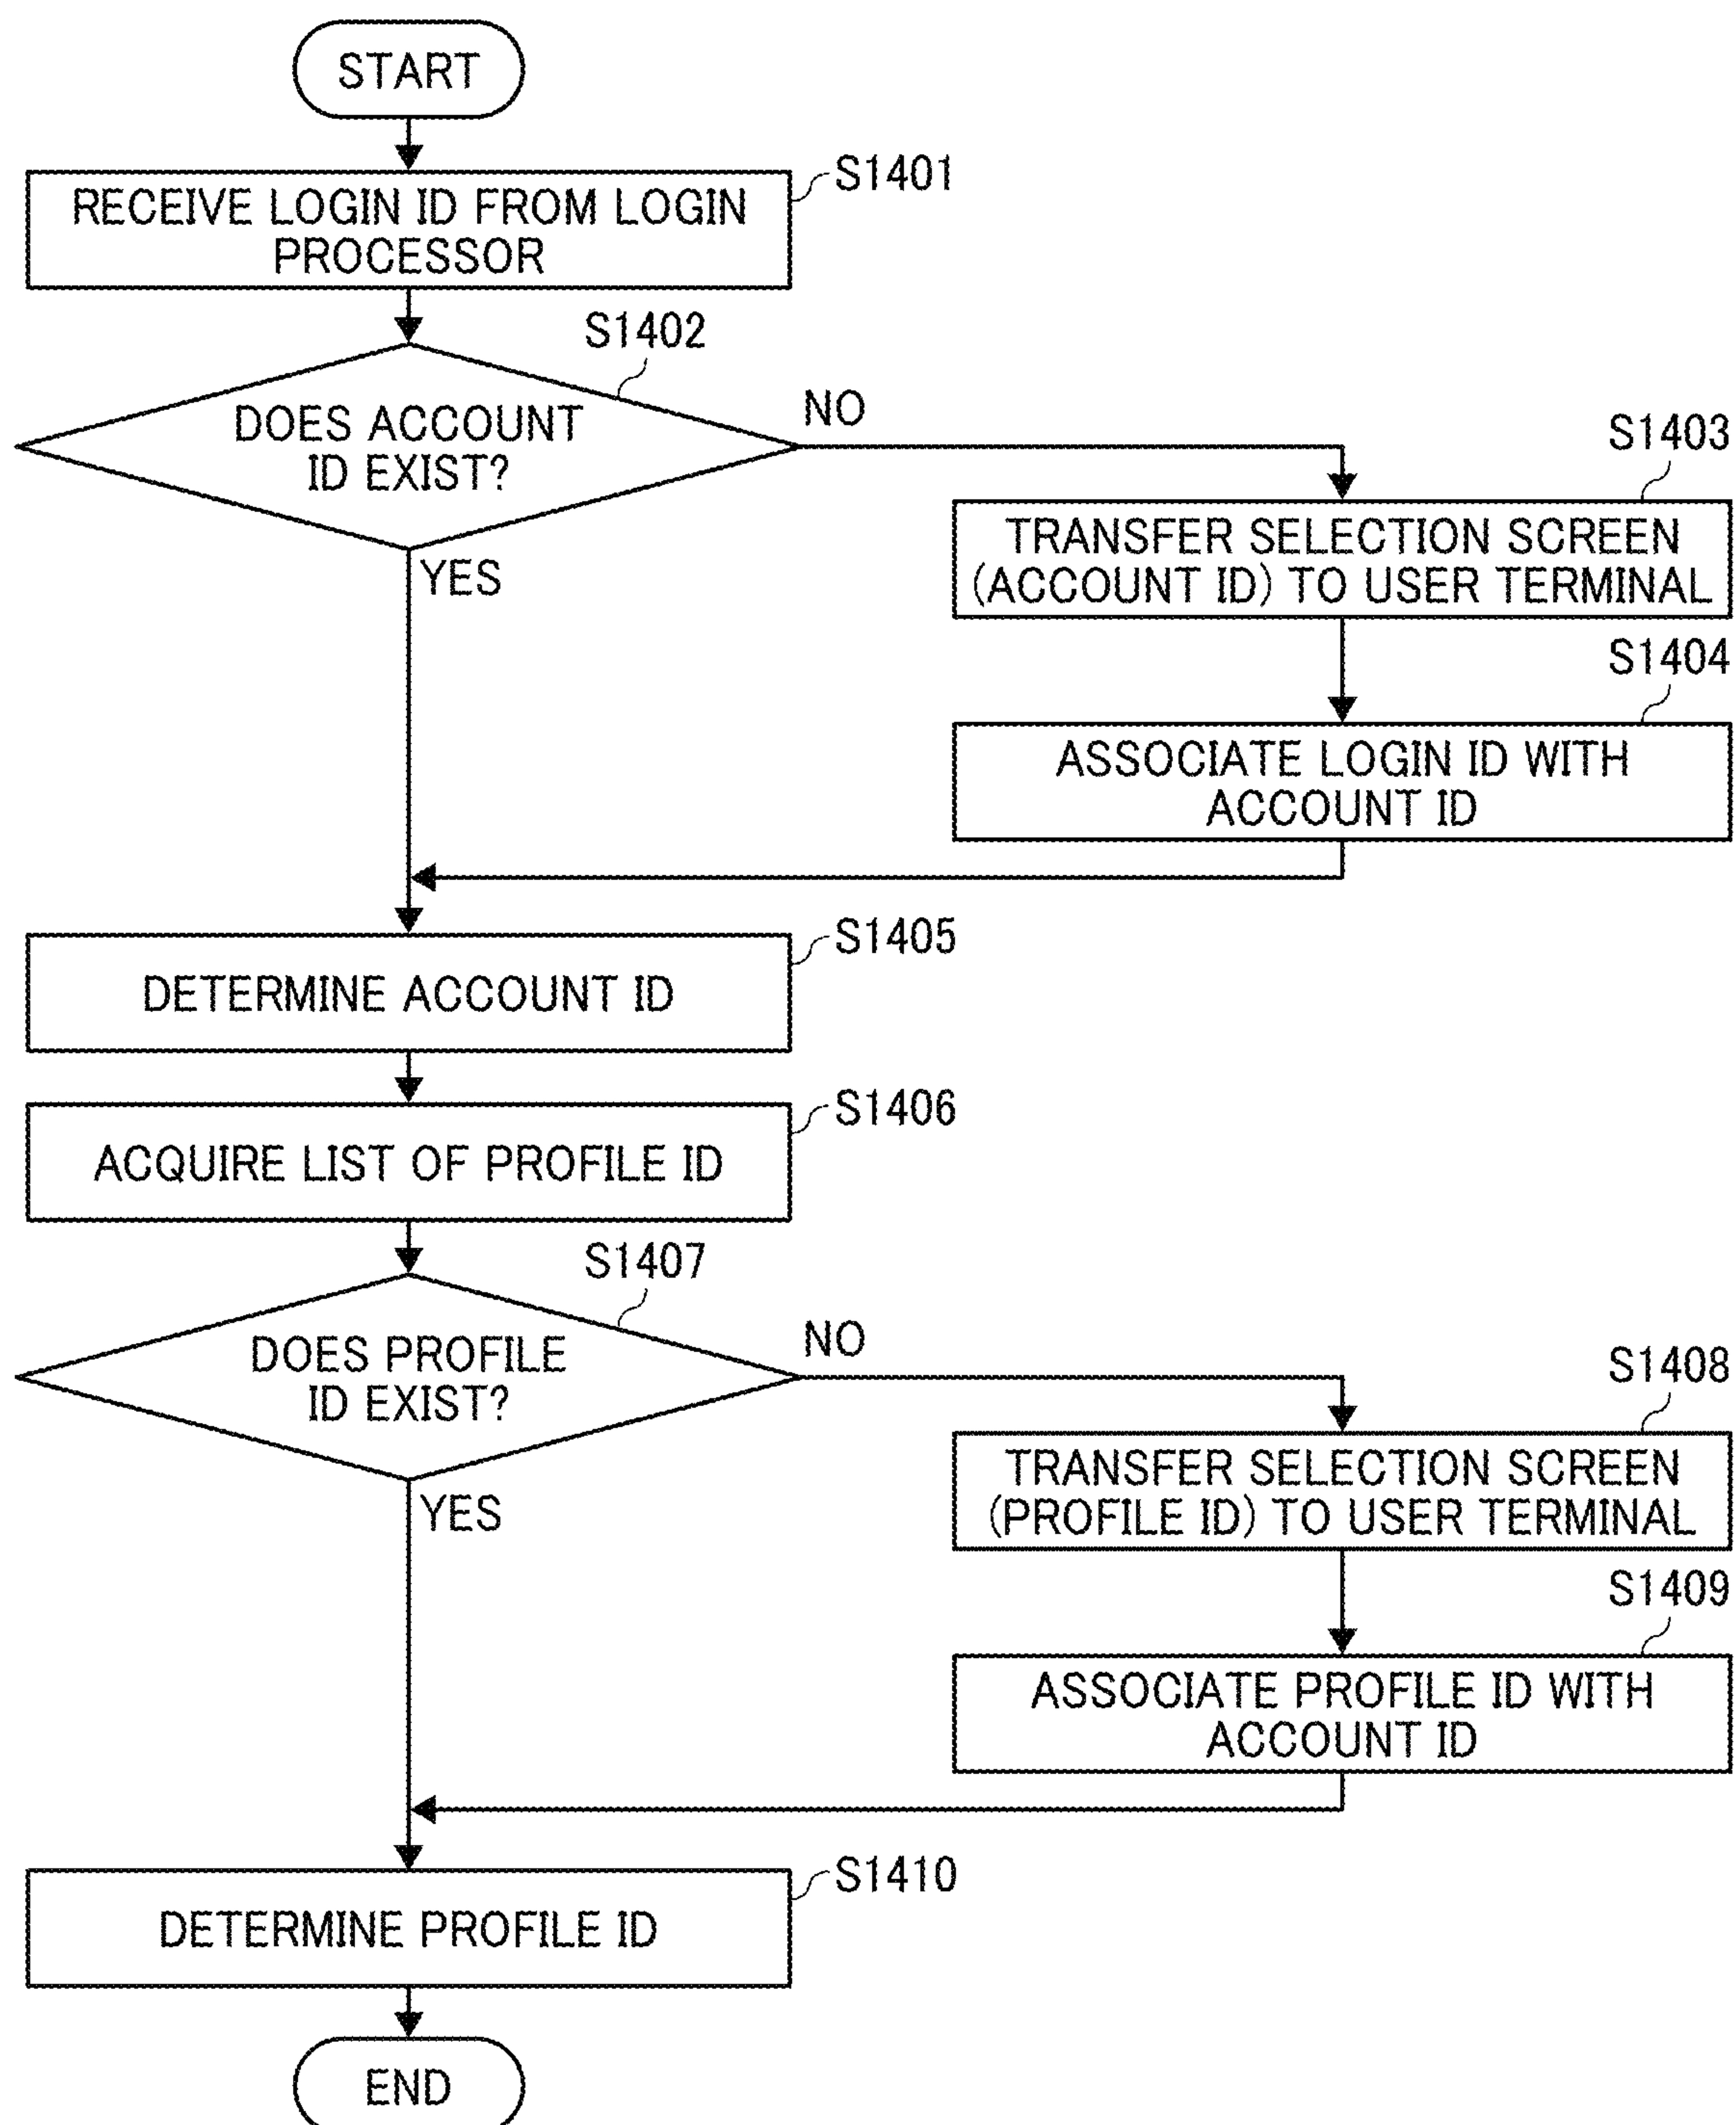 START
S1401
RECEIVE LOGIN ID FROM LOGIN
PROCESSOR
S1402
DOES ACCOUNT
ID EXIST?
NO
YES
S1403
TRANSFER SELECTION SCREEN
(ACCOUNT ID) TO USER TERMINAL
S1404
ASSOCIATE LOGIN ID WITH
ACCOUNT ID
S1405
DETERMINE ACCOUNT ID
S1406
ACQUIRE LIST OF PROFILE ID
S1407
DOES PROFILE
ID EXIST?
NO
YES
S1408
TRANSFER SELECTION SCREEN
(PROFILE ID) TO USER TERMINAL
S1409
ASSOCIATE PROFILE ID WITH
ACCOUNT ID
S1410
DETERMINE PROFILE ID
END